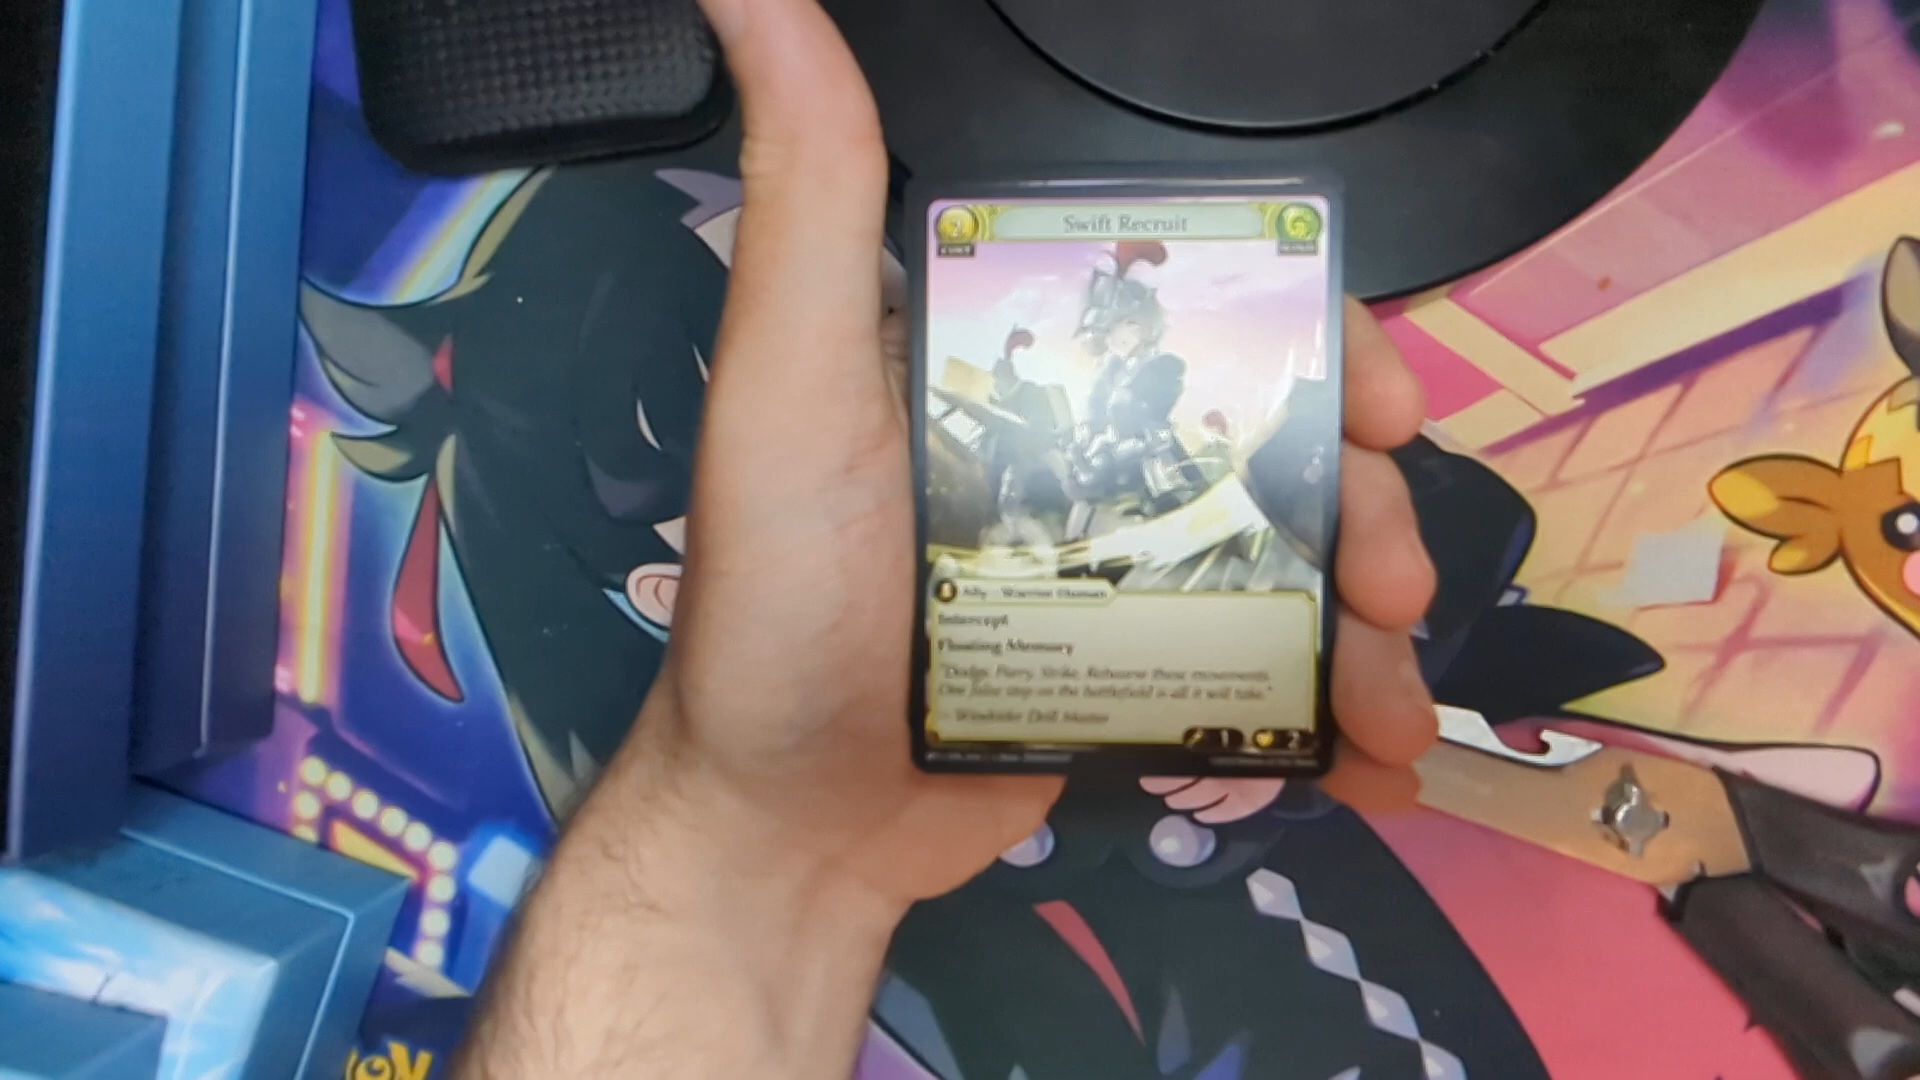 Swift Recruit
2
Ally - Warrior Human
Intercept
Floating Memory
"Dodge. Parry. Strike. Rehearse these movements.
One false step on the battlefield is all it will take."
Drill Master
1 2